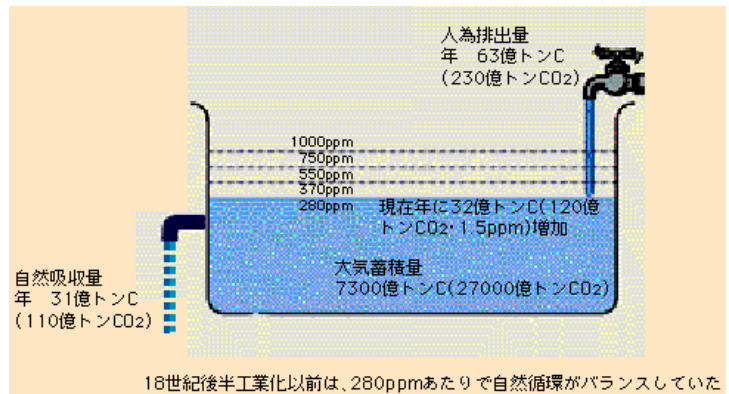 人為排出量
年 63億トンC
(230億トンCO2)
1000ppm
750ppm
550ppm
370ppm
280ppm
現在年に32億トンC(120億
トンCO2・1.5ppm)増加
大気蓄積量
7300億トンC(27000億トンCO2)
自然吸収量
年 31億トンC
(110億トンCO2)
18世紀後半工業化以前は、280ppmあたりで自然循環がバランスしていた